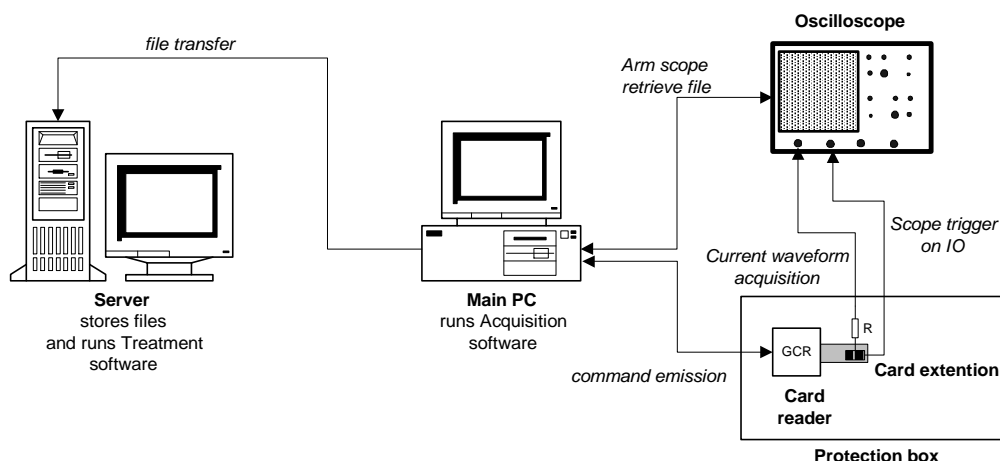 Oscilloscope
file transfer
Arm scope
retrieve file
Scope trigger
on IO
Current waveform
acquisition
Server
stores files
and runs Treatment
software
Main PC
runs Acquisition
software
R
GCR
command emission
Card extention
Card
reader
Protection box